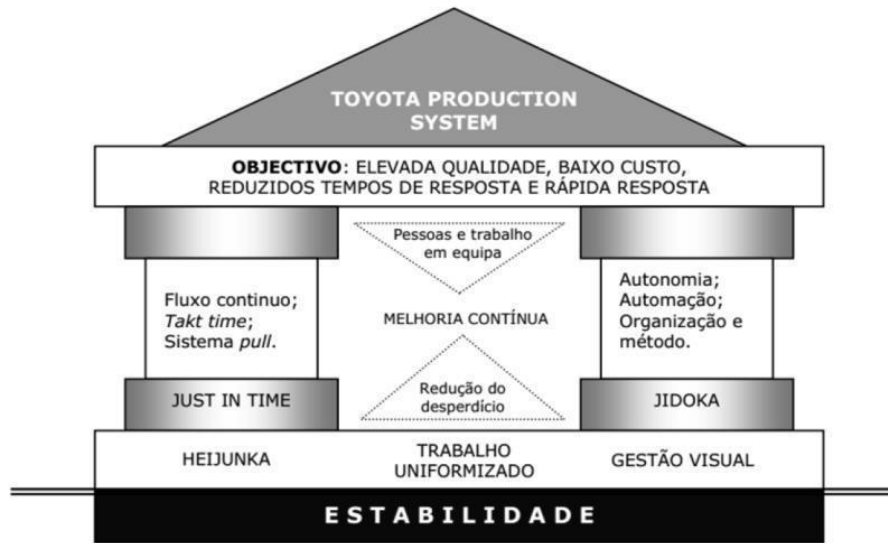 TOYOTA PRODUCTION
SYSTEM
OBJECTIVO: ELEVADA QUALIDADE, BAIXO CUSTO,
REDUZIDOS TEMPOS DE RESPOSTA E RÁPIDA RESPOSTA
Fluxo continuo;
Takt time;
Sistema pull.
JUST IN TIME
Pessoas e trabalho
em equipa
MELHORIA CONTÍNUA
Redução do
desperdício
Autonomia;
Automação;
Organização e
método.
JIDOKA
HEIJUNKA
TRABALHO
UNIFORMIZADO
GESTÃO VISUAL
ESTABILIDADE